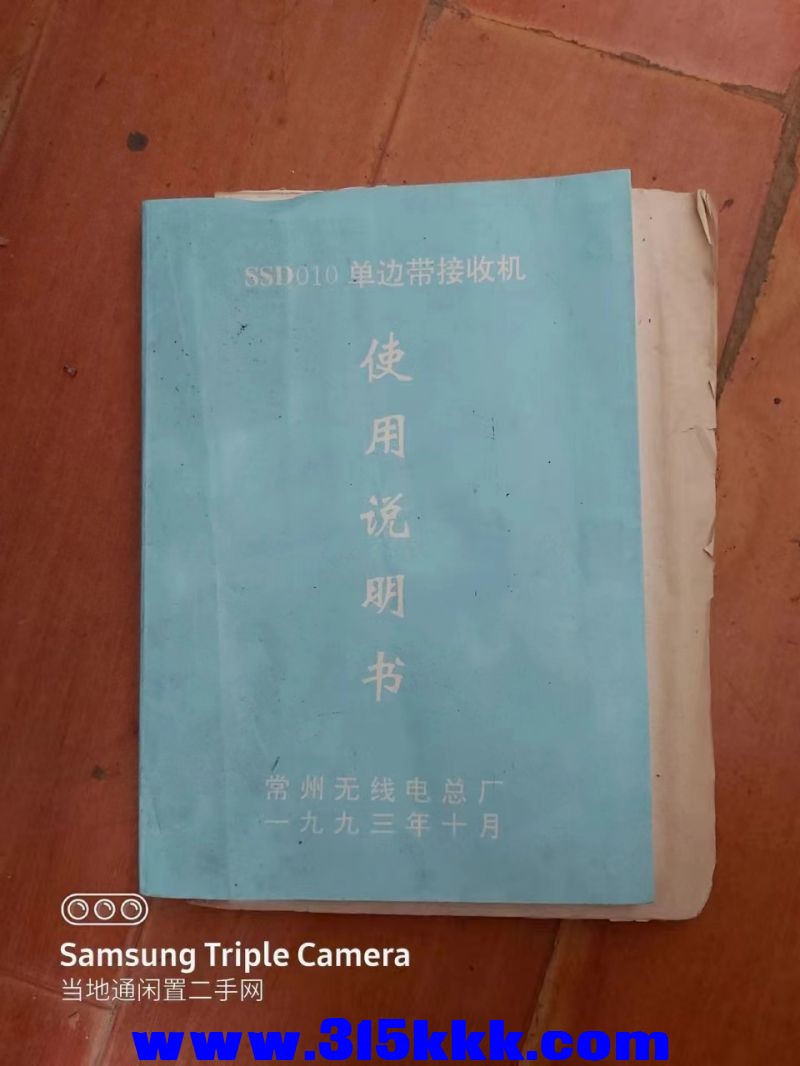 SSD010 单边带接收机
使
用
说
明
书
常州无线电总厂
一九九三年十月
Samsung Triple Camera
当地通闲置二手网
www.315kkk.com